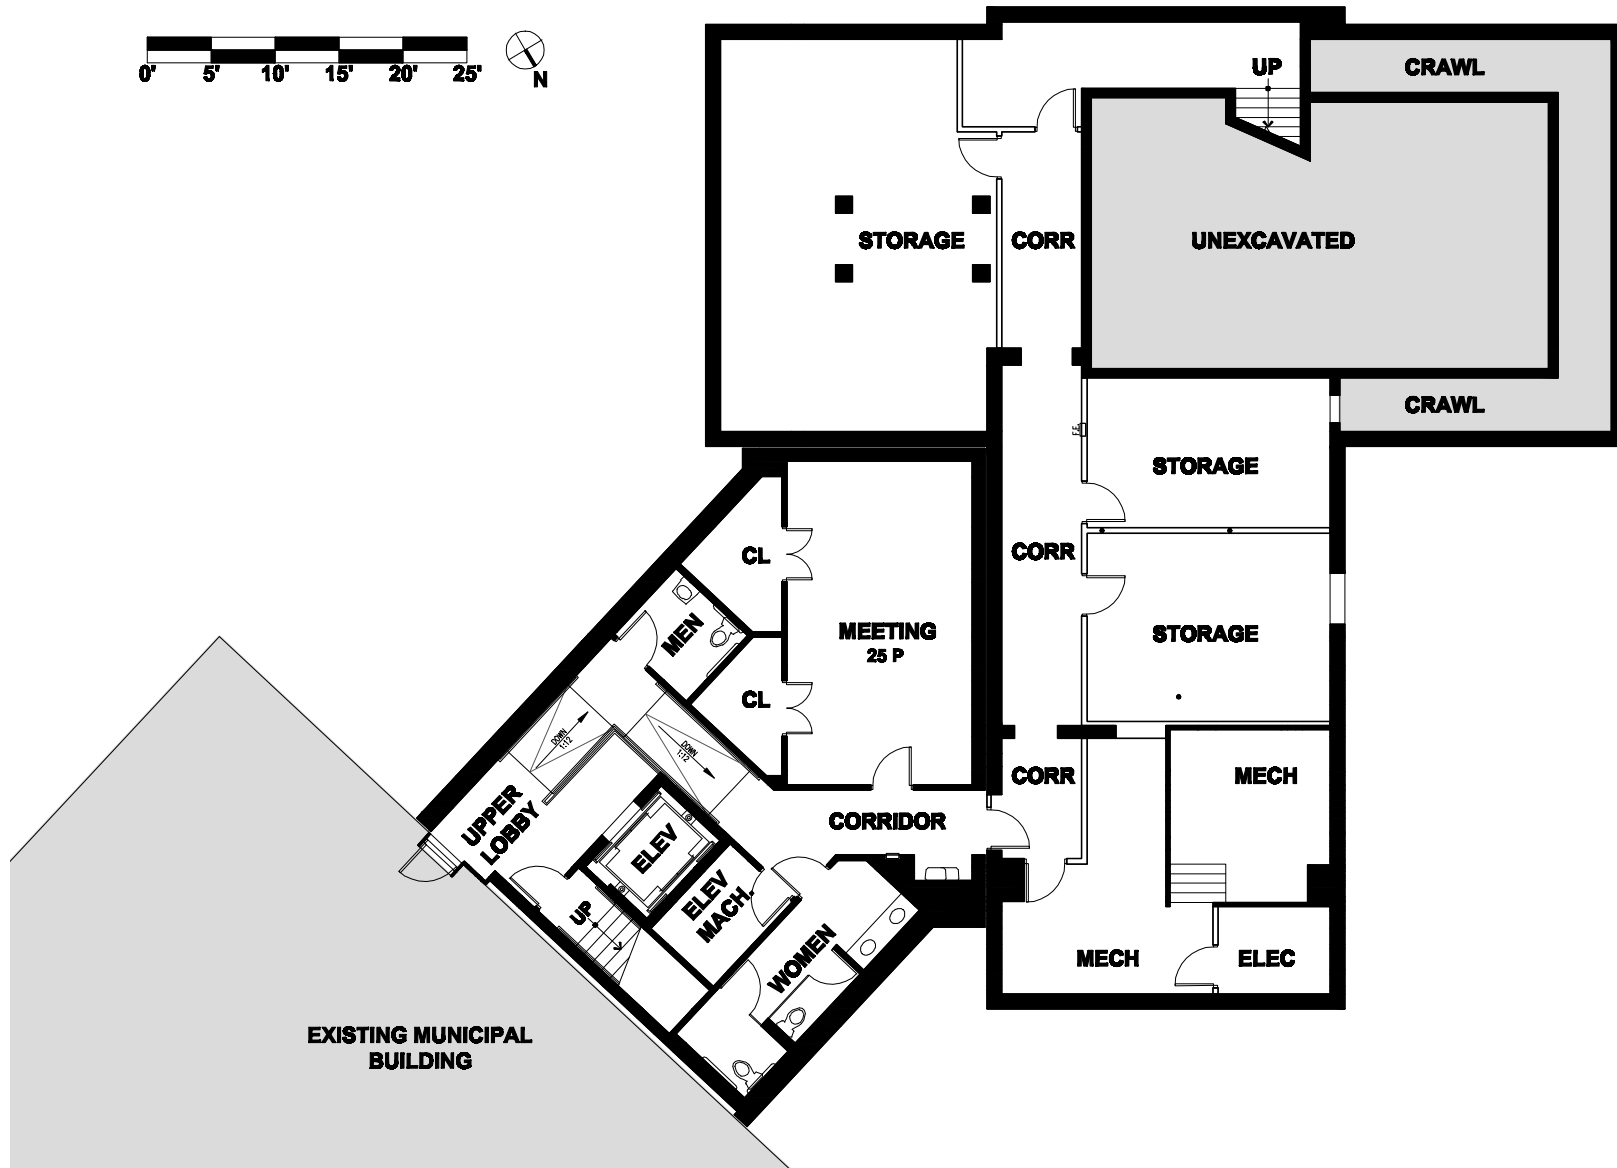 0' 5' 10' 15' 20' 25'
N
UP
CRAWL
STORAGE
CORR
UNEXCAVATED
CRAWL
F.E.
STORAGE
CL
CORR
MEN
MEETING
25 P
STORAGE
CL
DOWN
1:12
DOWN
1:12
CORR
MECH
UPPER
LOBBY
CORRIDOR
ELEV
ELEV
MACH.
UP
WOMEN
MECH
ELEC
EXISTING MUNICIPAL
BUILDING